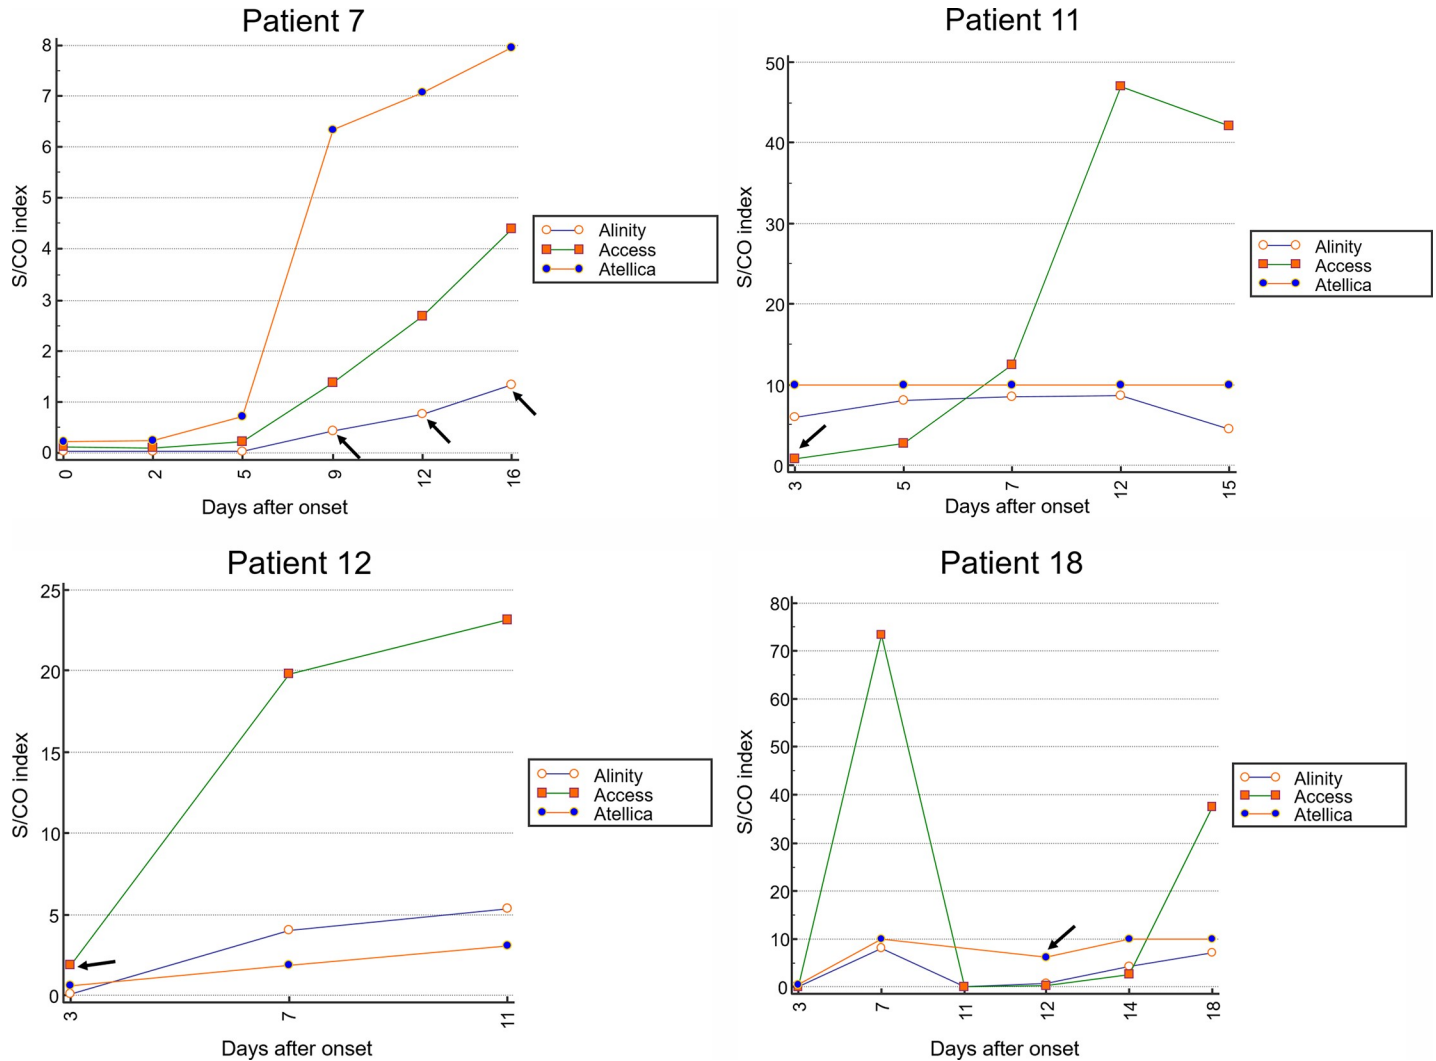 Patient 7
8
7
6
5
4
3
2
1
0
S/CO index
0 2 5 9 12 16
Days after onset
Alinity
Access
Atellica
Patient 11
50
40
30
20
10
0
S/CO index
3 5 7 12 15
Days after onset
Alinity
Access
Atellica
Patient 12
25
20
15
10
5
0
S/CO index
3 7 11
Days after onset
Alinity
Access
Atellica
Patient 18
80
70
60
50
40
30
20
10
0
S/CO index
3 7 11 12 14 18
Days after onset
Alinity
Access
Atellica